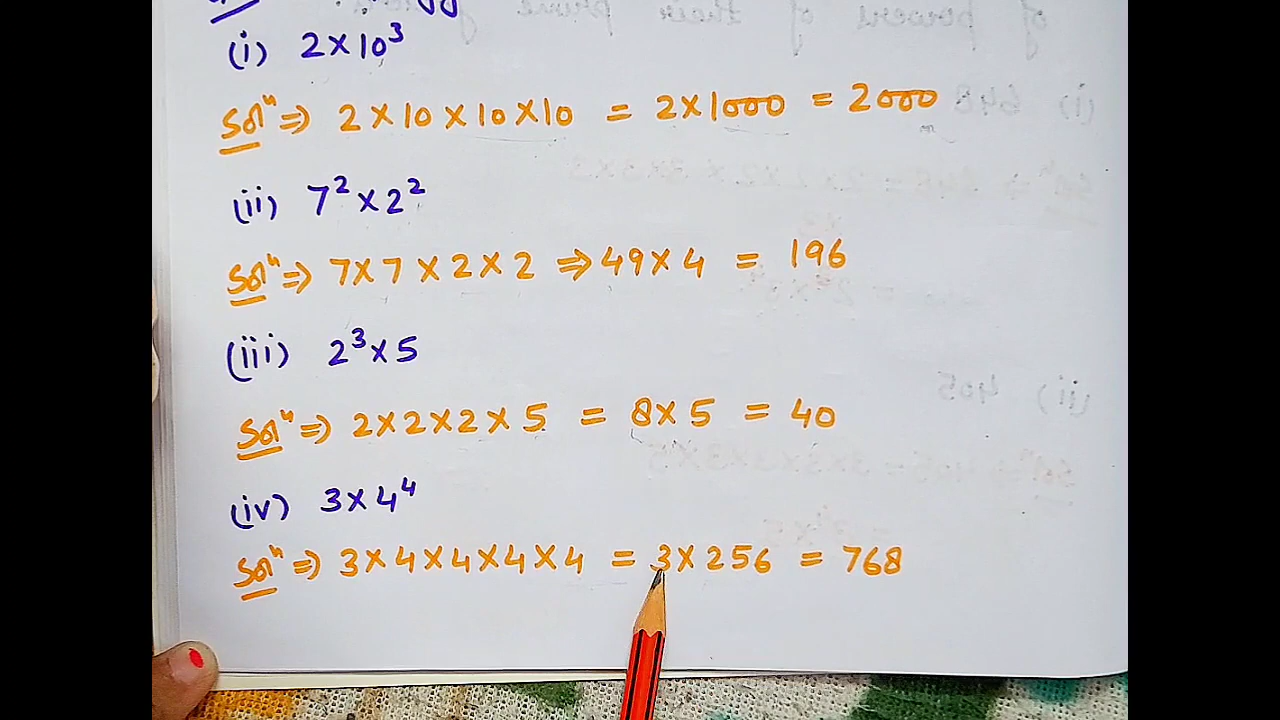 (i) 2×10³
Solⁿ ⇒ 2×10×10×10 = 2×1000 = 2000
(ii) 7²×2²
Solⁿ ⇒ 7×7×2×2 ⇒ 49×4 = 196
(iii) 2³×5
Solⁿ ⇒ 2×2×2×5 = 8×5 = 40
(iv) 3×4⁴
Solⁿ ⇒ 3×4×4×4×4 = 3×256 = 768